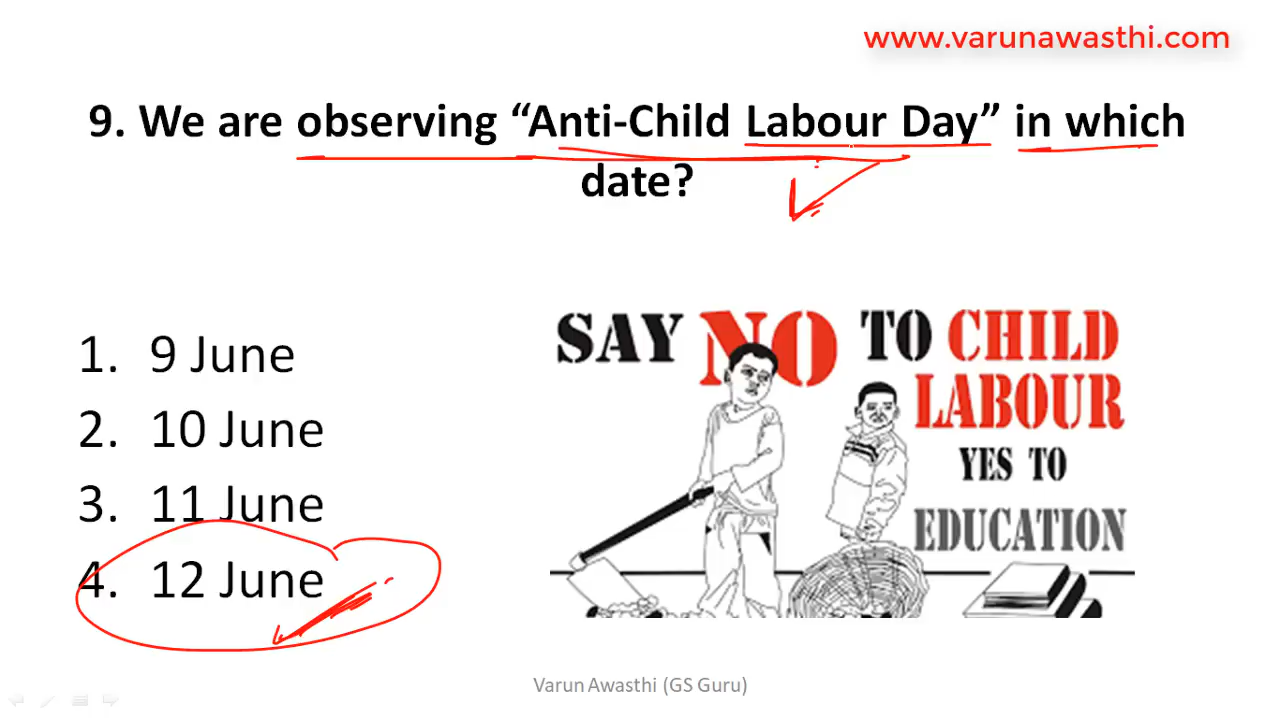 www.varunawasthi.com
9. We are observing “Anti-Child Labour Day” in which
date?
1. 9 June
2. 10 June
3. 11 June
4. 12 June
SAY NO TO CHILD
LABOUR
YES TO
EDUCATION
Varun Awasthi (GS Guru)